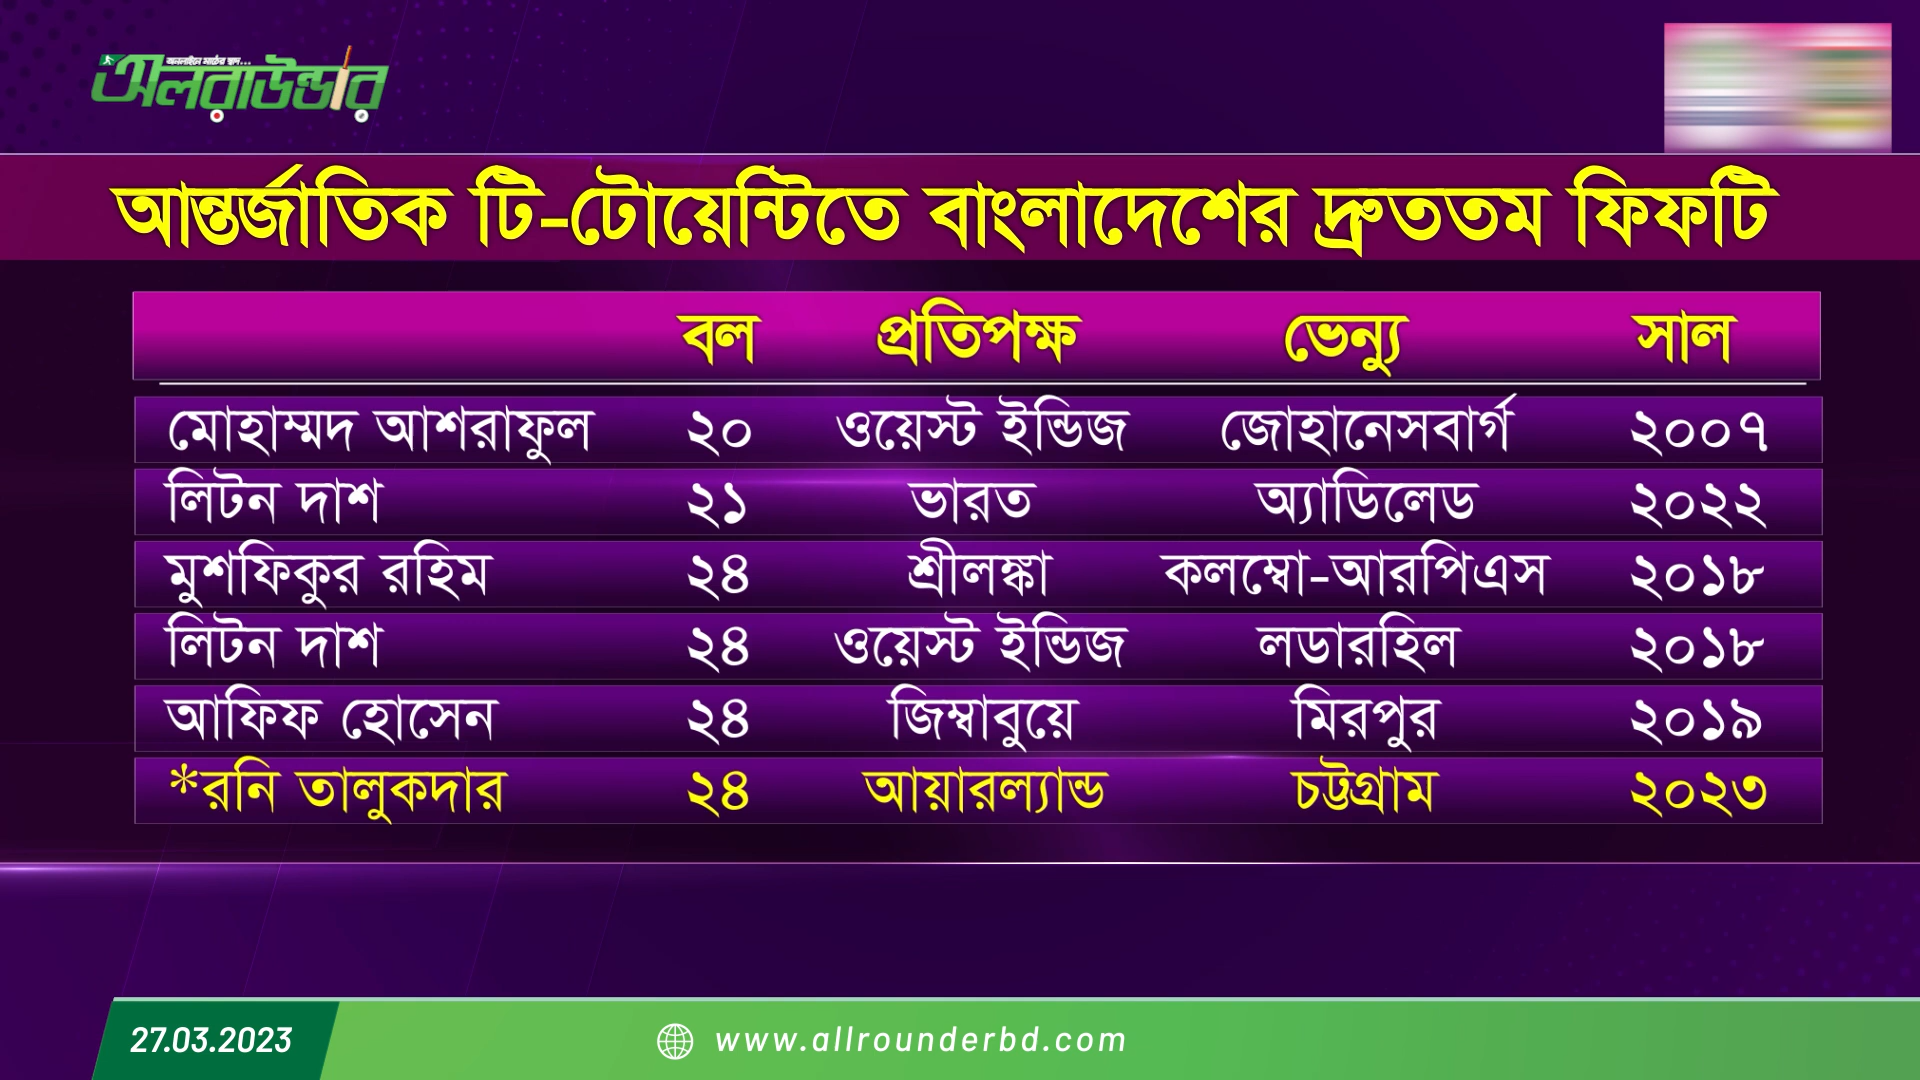 অনলাইনে মাঠের স্বাদ...
অলরাউন্ডার
আন্তর্জাতিক টি-টোয়েন্টিতে বাংলাদেশের দ্রুততম ফিফটি
বল প্রতিপক্ষ ভেন্যু সাল
মোহাম্মদ আশরাফুল ২০ ওয়েস্ট ইন্ডিজ জোহানেসবার্গ ২০০৭
লিটন দাশ ২১ ভারত অ্যাডিলেড ২০২২
মুশফিকুর রহিম ২৪ শ্রীলঙ্কা কলম্বো-আরপিএস ২০১৮
লিটন দাশ ২৪ ওয়েস্ট ইন্ডিজ লডারহিল ২০১৮
আফিফ হোসেন ২৪ জিম্বাবুয়ে মিরপুর ২০১৯
*রনি তালুকদার ২৪ আয়ারল্যান্ড চট্টগ্রাম ২০২৩
27.03.2023 www.allrounderbd.com